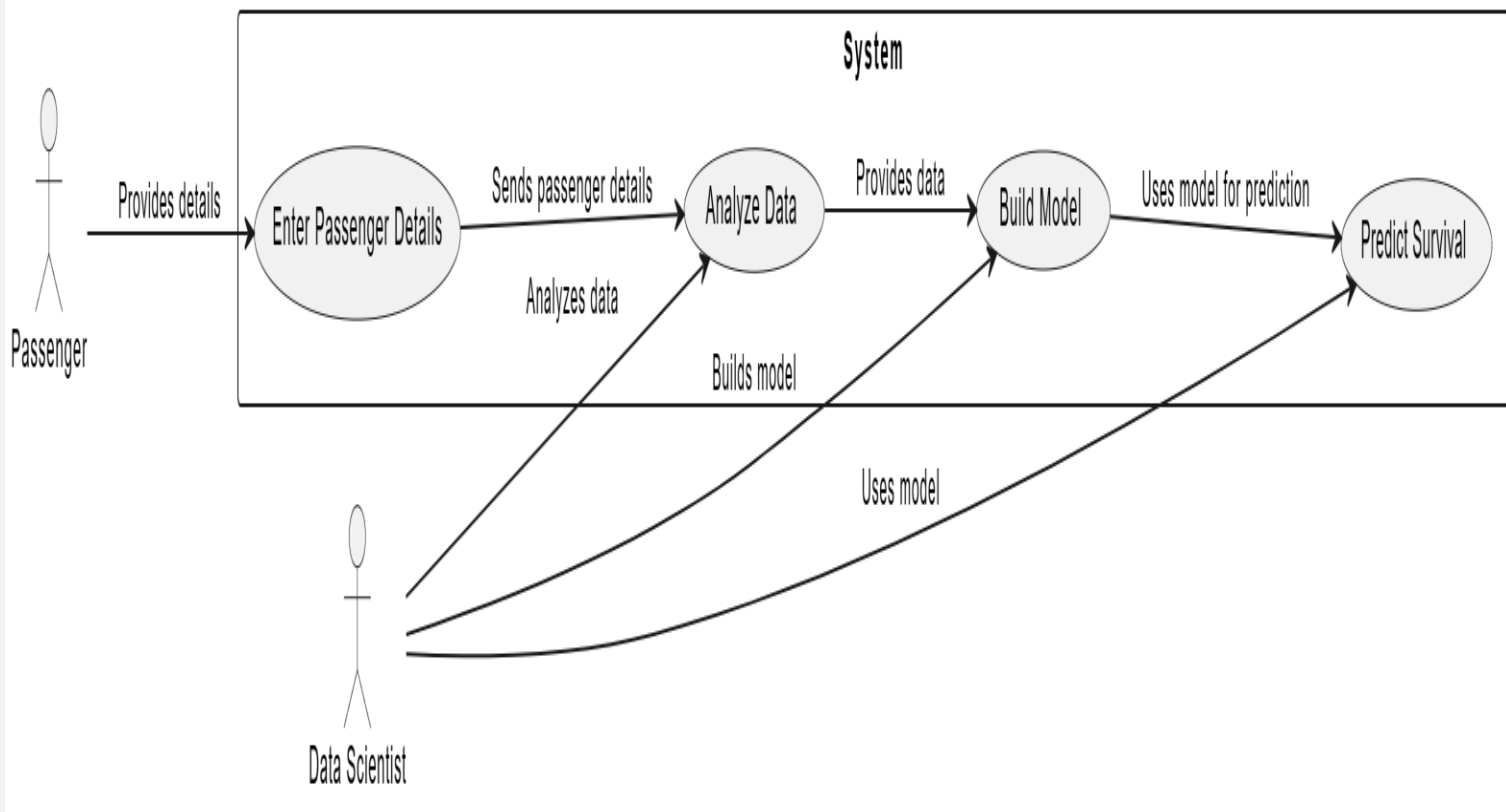 System
Provides details
Enter Passenger Details
Sends passenger details
Analyze Data
Provides data
Build Model
Uses model for prediction
Predict Survival
Analyzes data
Passenger
Builds model
Uses model
Data Scientist